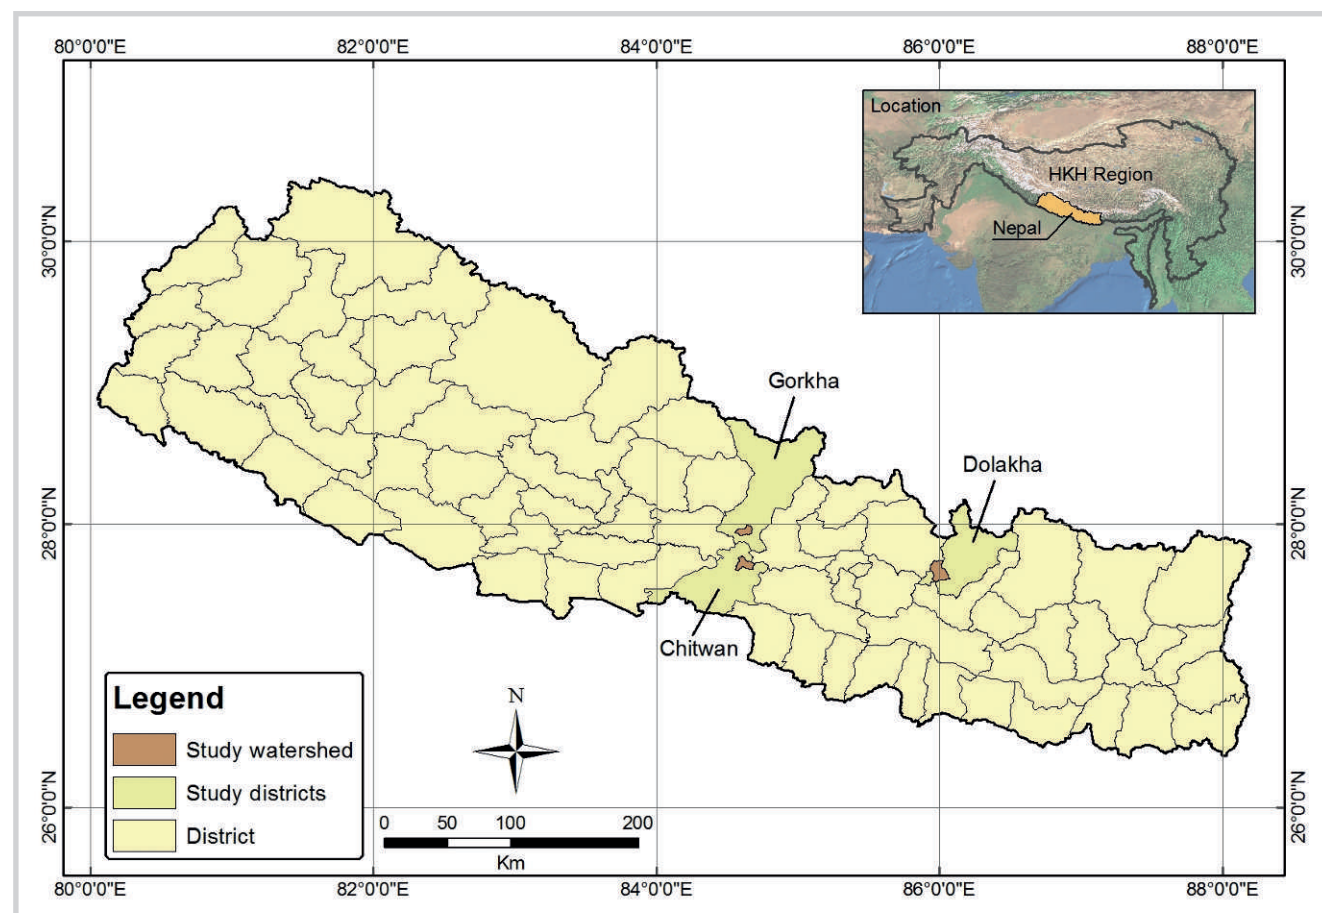 80°0'0"E
82°0'0"E
84°0'0"E
86°0'0"E
88°0'0"E
Location
HKH Region
Nepal
30°0'0"N
30°0'0"N
Gorkha
Dolakha
28°0'0"N
28°0'0"N
Chitwan
Legend
Study watershed
Study districts
District
N
0 50 100 200
Km
26°0'0"N
26°0'0"N
80°0'0"E
82°0'0"E
84°0'0"E
86°0'0"E
88°0'0"E